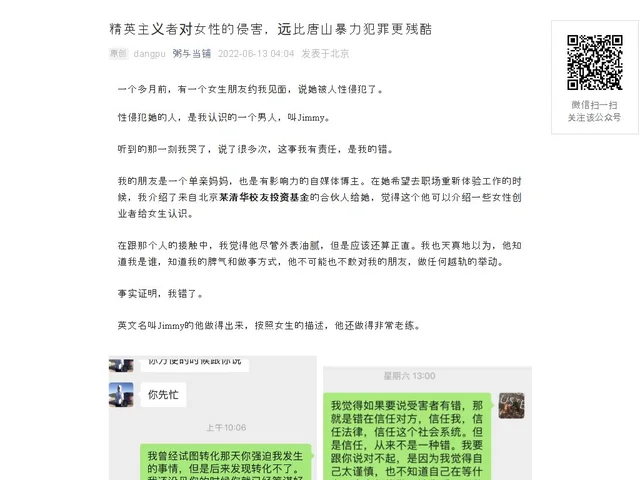 精英主义者对女性的侵害，远比唐山暴力犯罪更残酷
原创 dangpu 粥与当铺 2022-06-13 04:04 发表于北京
微信扫一扫
关注该公众号
一个多月前，有一个女生朋友约我见面，说她被人性侵犯了。
性侵犯她的人，是我认识的一个男人，叫Jimmy。
听到的那一刻我哭了，说了很多次，这事我有责任，是我的错。
我的朋友是一个单亲妈妈，也是有影响力的自媒体博主。在她希望去职场重新体验工作的时
候，我介绍了来自北京某清华校友投资基金的合伙人给她，觉得这个他可以介绍一些女性创
业者给女生认识。
在跟那个人的接触中，我觉得他尽管外表油腻，但是应该还算正直。我也天真地以为，他知
道我是谁，知道我的脾气和做事方式，他不可能也不敢对我的朋友，做任何越轨的举动。
事实证明，我错了。
英文名叫Jimmy的他做得出来，按照女生的描述，他还做得非常老练。
你方便的时候跟你说
你先忙
上午10:06
我曾经试图转化那天你强迫我发生
的事情，但是后来发现转化不了。
星期六 13:00
我觉得如果要说受害者有错，那
就是错在信任对方，信任我，信
任法律，信任这个社会系统。但
是信任，从来不是一种错。我要
跟你说对不起，是因为我觉得自
己太谨慎，也不知道自己在等什